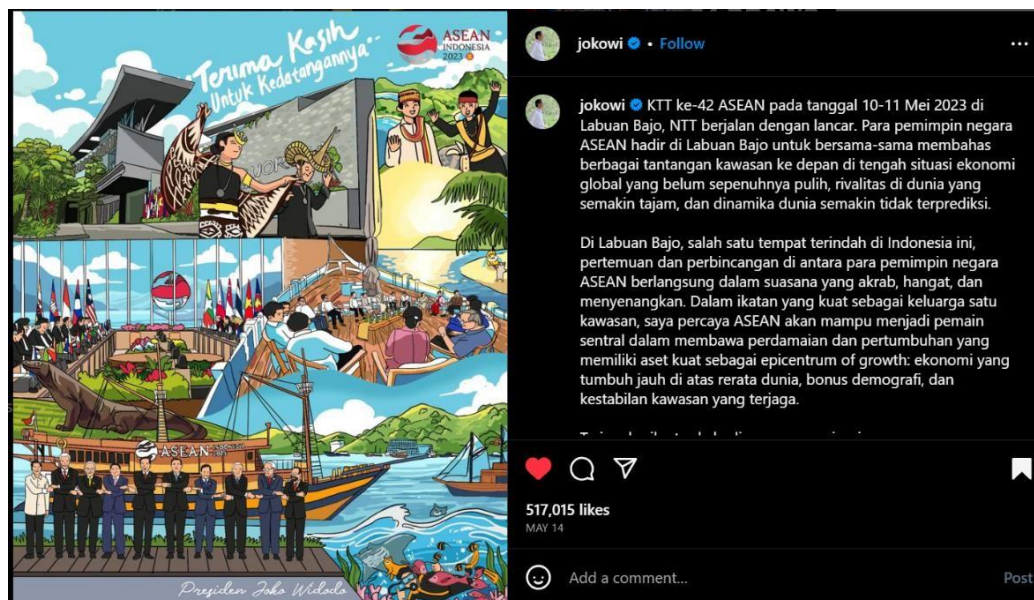 Terima Kasih
Untuk Kedatangannya
ASEAN
INDONESIA
2023
ASEAN
Presiden Joko Widodo
jokowi • Follow
jokowi KTT ke-42 ASEAN pada tanggal 10-11 Mei 2023 di
Labuan Bajo, NTT berjalan dengan lancar. Para pemimpin negara
ASEAN hadir di Labuan Bajo untuk bersama-sama membahas
berbagai tantangan kawasan ke depan di tengah situasi ekonomi
global yang belum sepenuhnya pulih, rivalitas di dunia yang
semakin tajam, dan dinamika dunia semakin tidak terprediksi.
Di Labuan Bajo, salah satu tempat terindah di Indonesia ini,
pertemuan dan perbincangan di antara para pemimpin negara
ASEAN berlangsung dalam suasana yang akrab, hangat, dan
menyenangkan. Dalam ikatan yang kuat sebagai keluarga satu
kawasan, saya percaya ASEAN akan mampu menjadi pemain
sentral dalam membawa perdamaian dan pertumbuhan yang
memiliki aset kuat sebagai epicentrum of growth: ekonomi yang
tumbuh jauh di atas rerata dunia, bonus demografi, dan
kestabilan kawasan yang terjaga.
517,015 likes
MAY 14
Add a comment...
Post